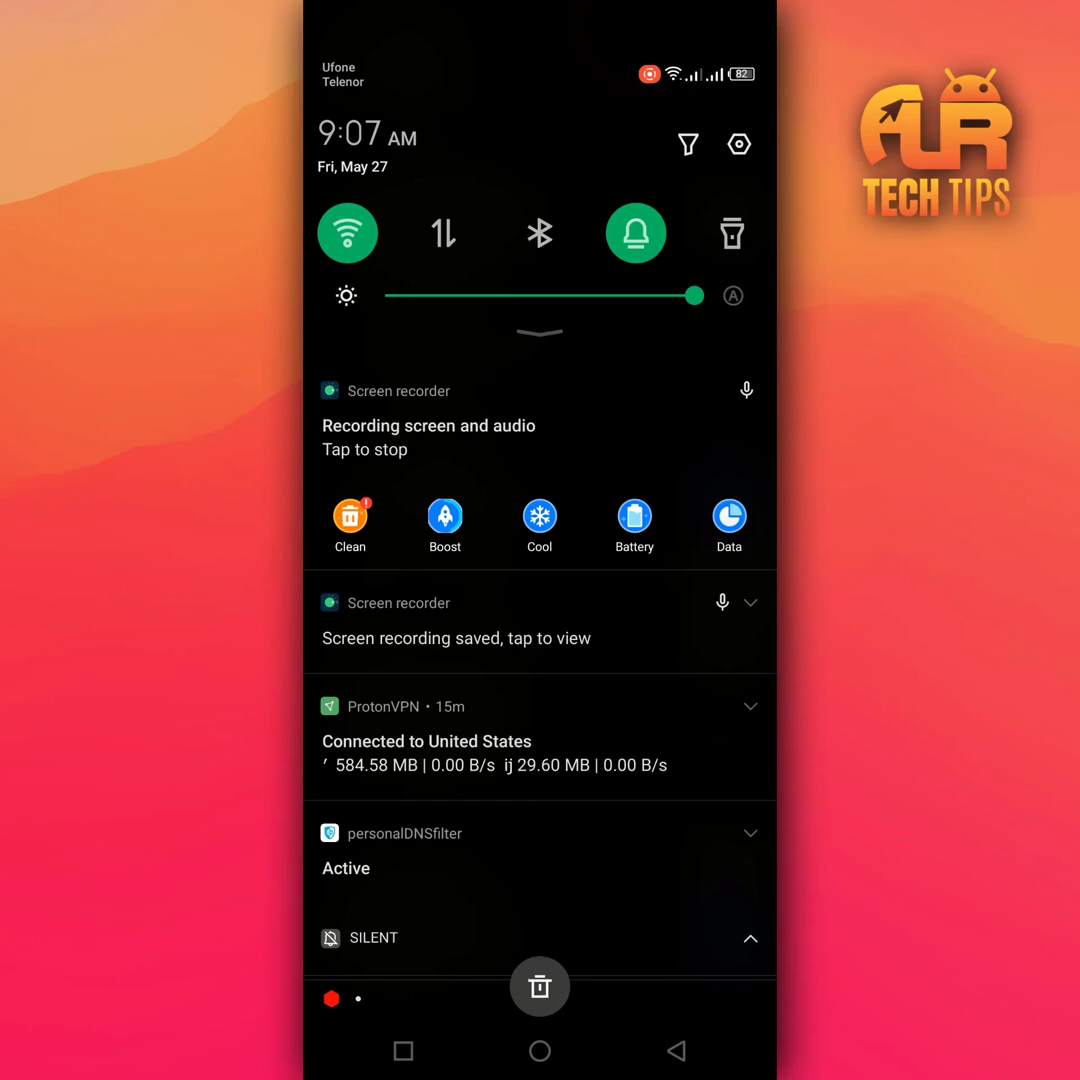 Ufone
Telenor
82
9:07 AM
Fri, May 27
A
Screen recorder
Recording screen and audio
Tap to stop
Clean
Boost
Cool
Battery
Data
Screen recorder
Screen recording saved, tap to view
ProtonVPN • 15m
Connected to United States
′ 584.58 MB | 0.00 B/s ĳ 29.60 MB | 0.00 B/s
personalDNSfilter
Active
SILENT
AUR
TECH TIPS